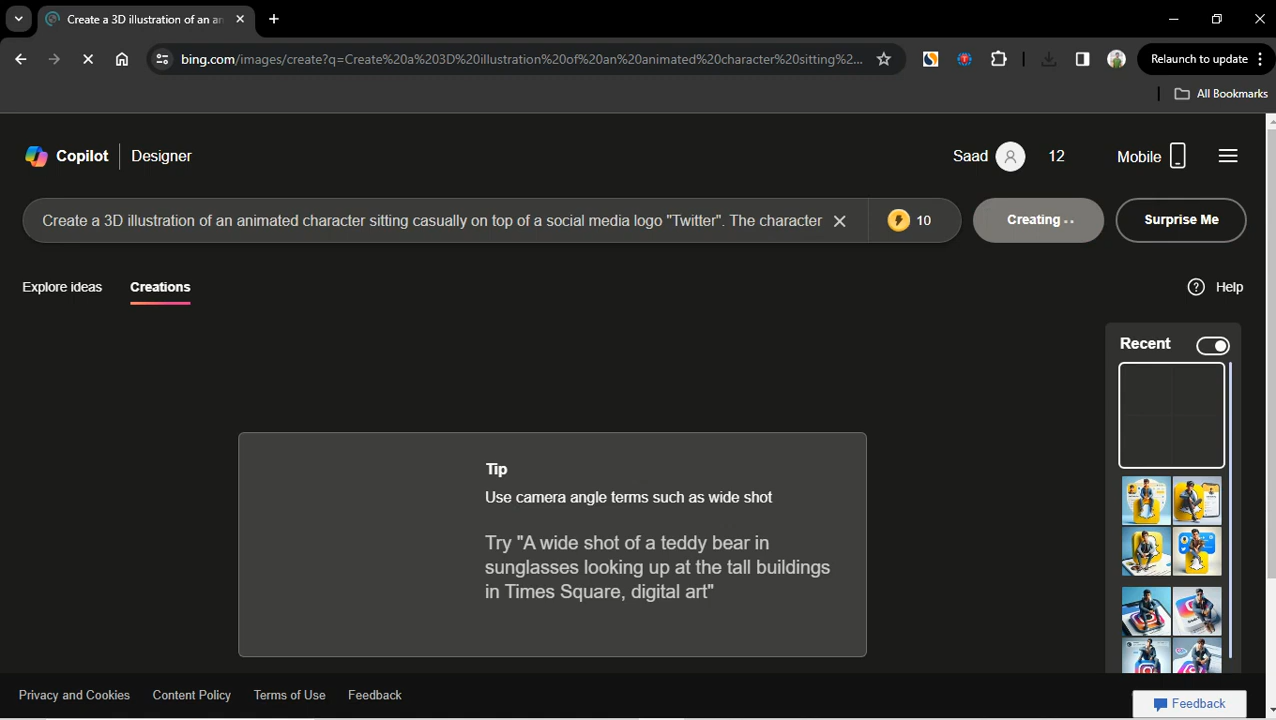 Create a 3D illustration of an an
bing.com/images/create?q=Create%20a%203D%20illustration%20of%20an%20animated%20character%20sitting%2...
Relaunch to update
All Bookmarks
Copilot Designer
Saad 12 Mobile
Create a 3D illustration of an animated character sitting casually on top of a social media logo "Twitter". The character
10
Creating . .
Surprise Me
Explore ideas Creations
Help
Recent
Tip
Use camera angle terms such as wide shot
Try "A wide shot of a teddy bear in
sunglasses looking up at the tall buildings
in Times Square, digital art"
Privacy and Cookies Content Policy Terms of Use Feedback
Feedback